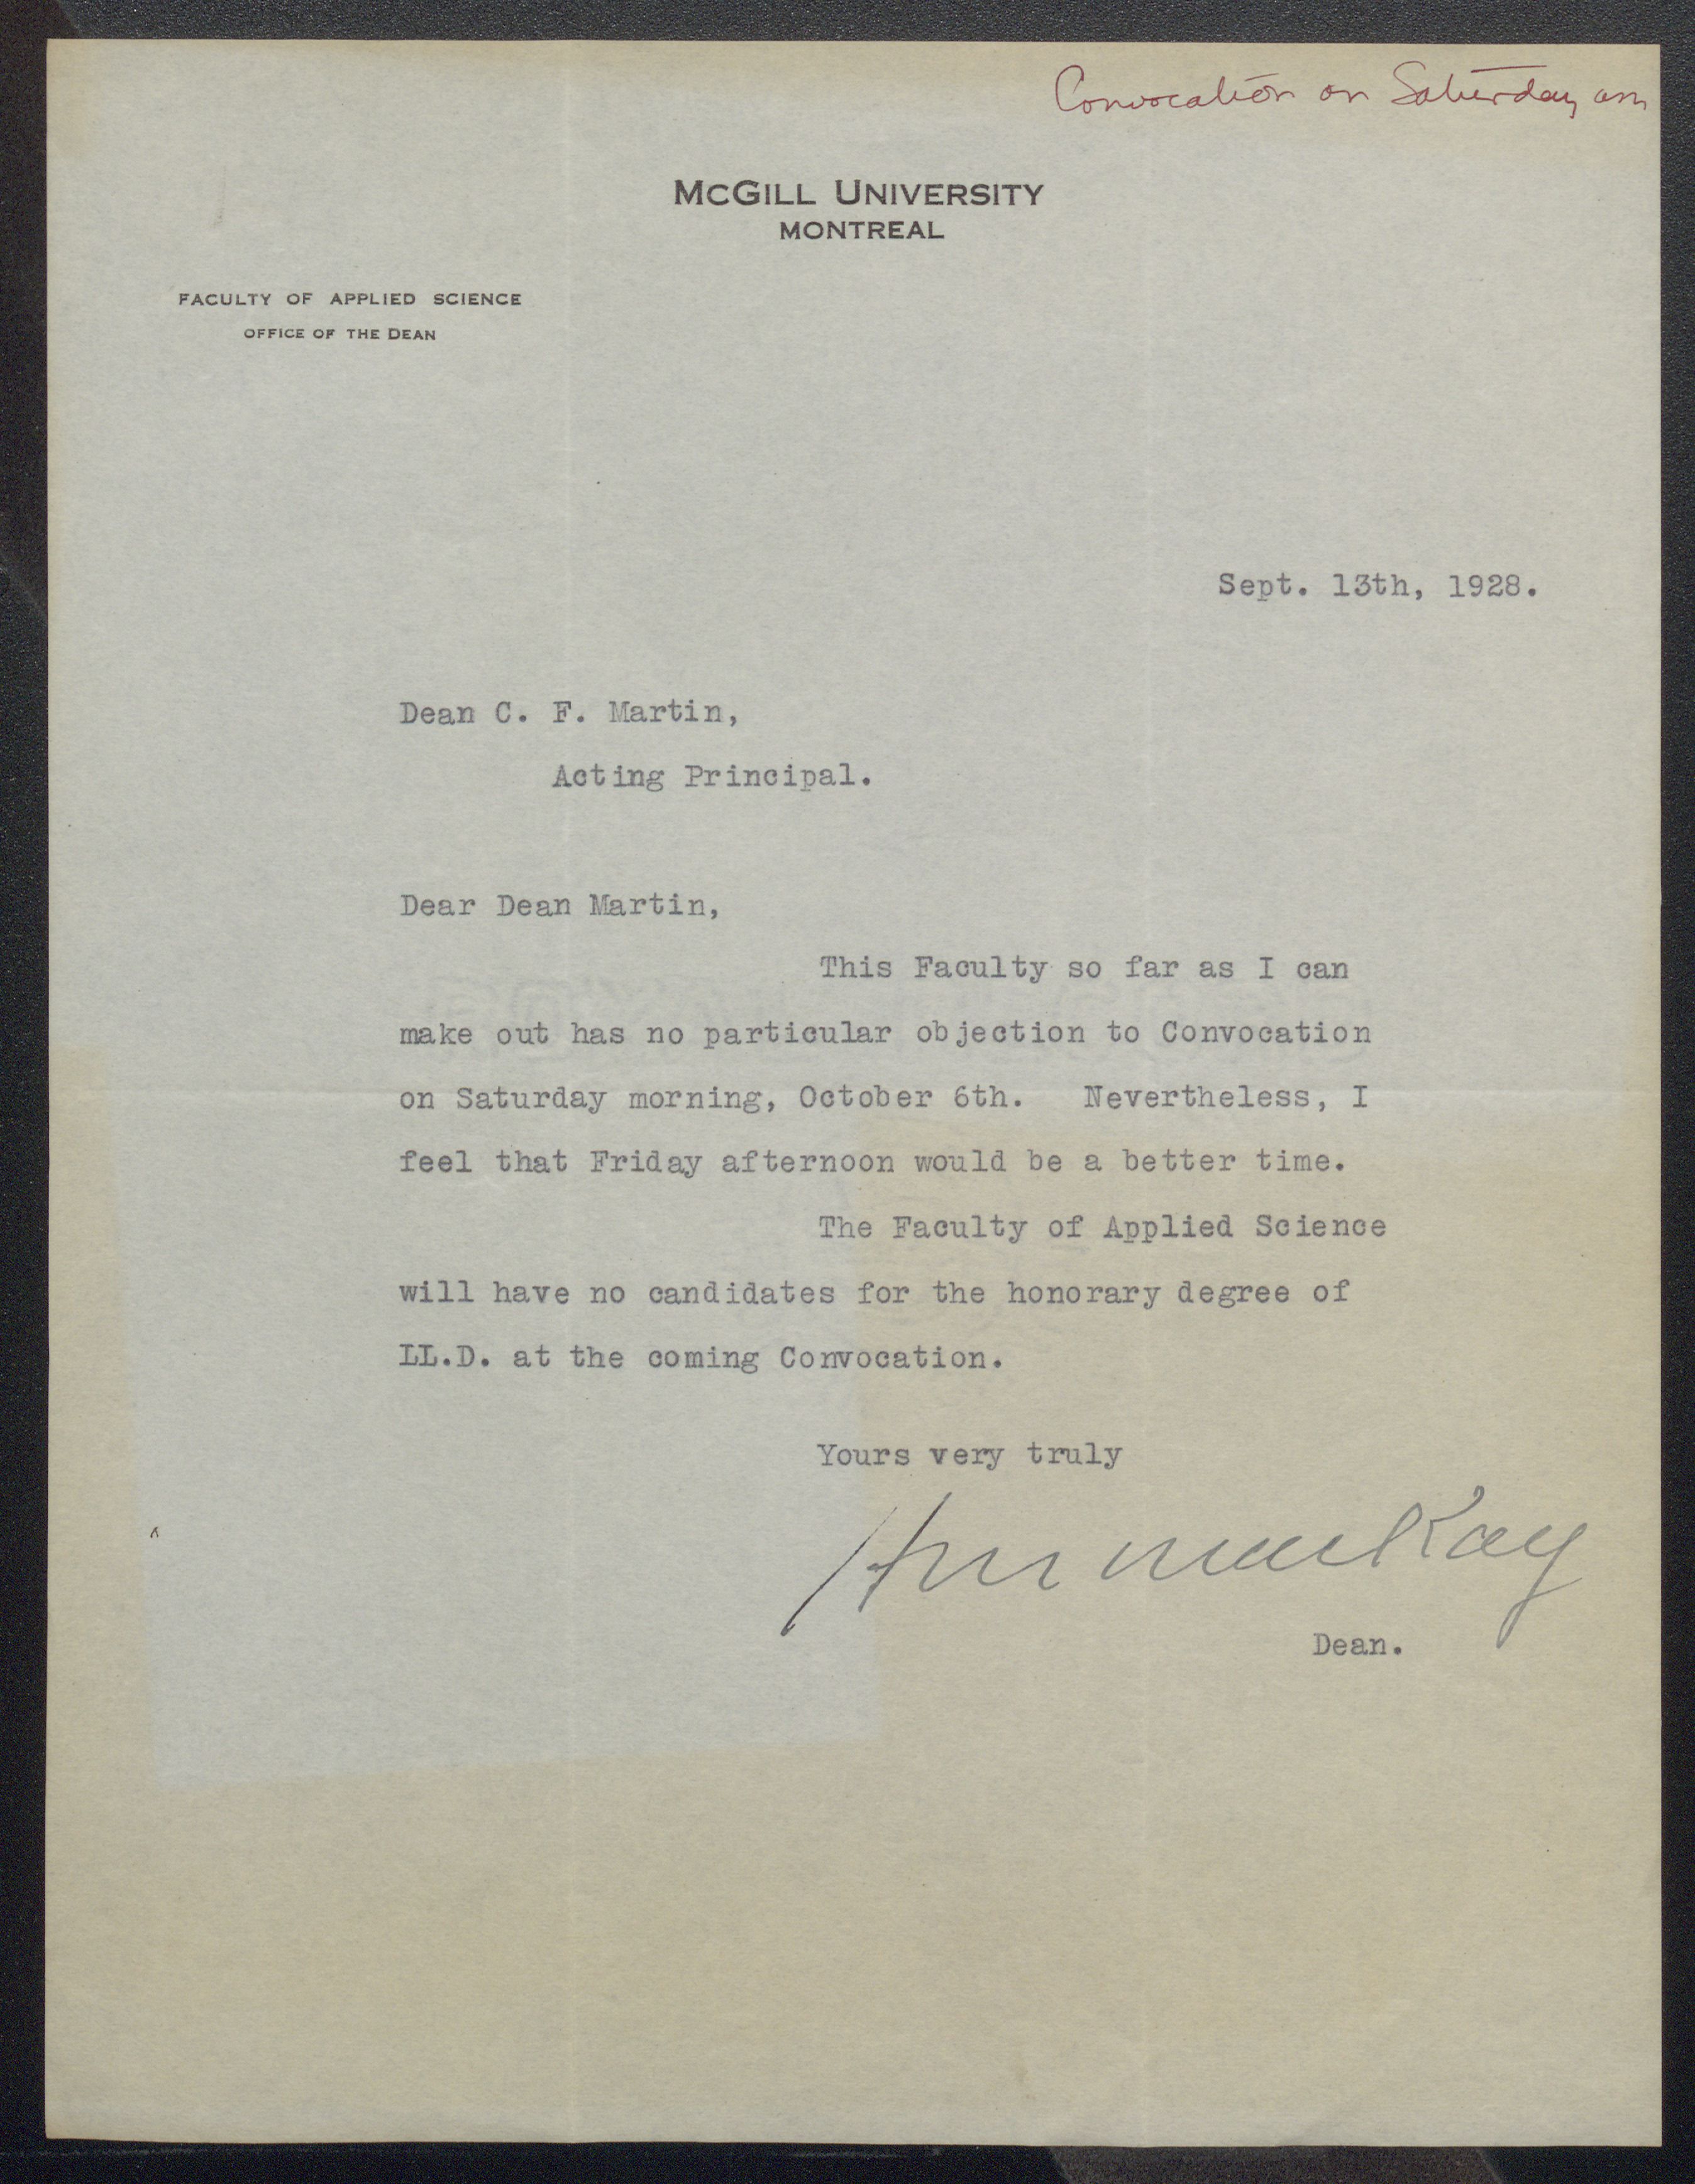 Convocation on Saturday am
McGILL UNIVERSITY
MONTREAL
FACULTY OF APPLIED SCIENCE
OFFICE OF THE DEAN
Sept. 13th, 1928.
Dean C. F. Martin,
Acting Principal.
Dear Dean Martin,
This Faculty so far as I can
make out has no particular objection to Convocation
on Saturday morning, October 6th. Nevertheless, I
feel that Friday afternoon would be a better time.
The Faculty of Applied Science
will have no candidates for the honorary degree of
LL.D. at the coming Convocation.
Yours very truly
MacKay
Dean.